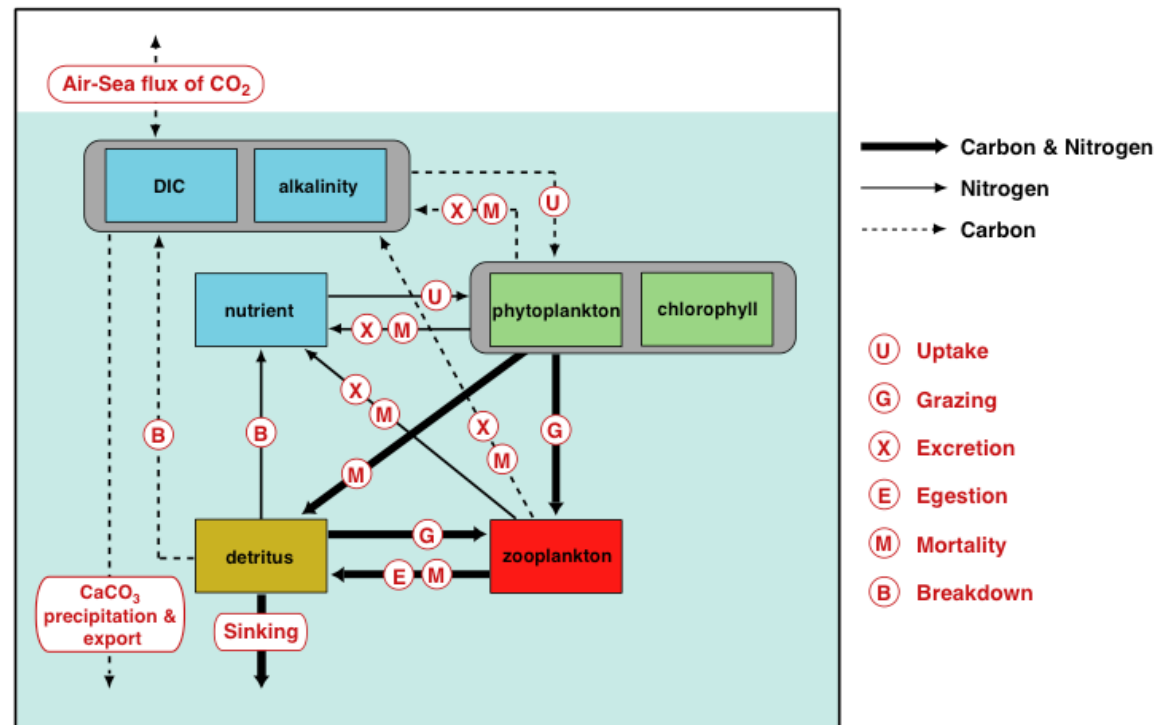 Air-Sea flux of CO₂
DIC
alkalinity
U
X
M
nutrient
U
X
M
phytoplankton
chlorophyll
X
M
X
M
G
B
B
M
detritus
G
E
M
zooplankton
CaCO₃
precipitation &
export
Sinking
Carbon & Nitrogen
Nitrogen
Carbon
U Uptake
G Grazing
X Excretion
E Egestion
M Mortality
B Breakdown